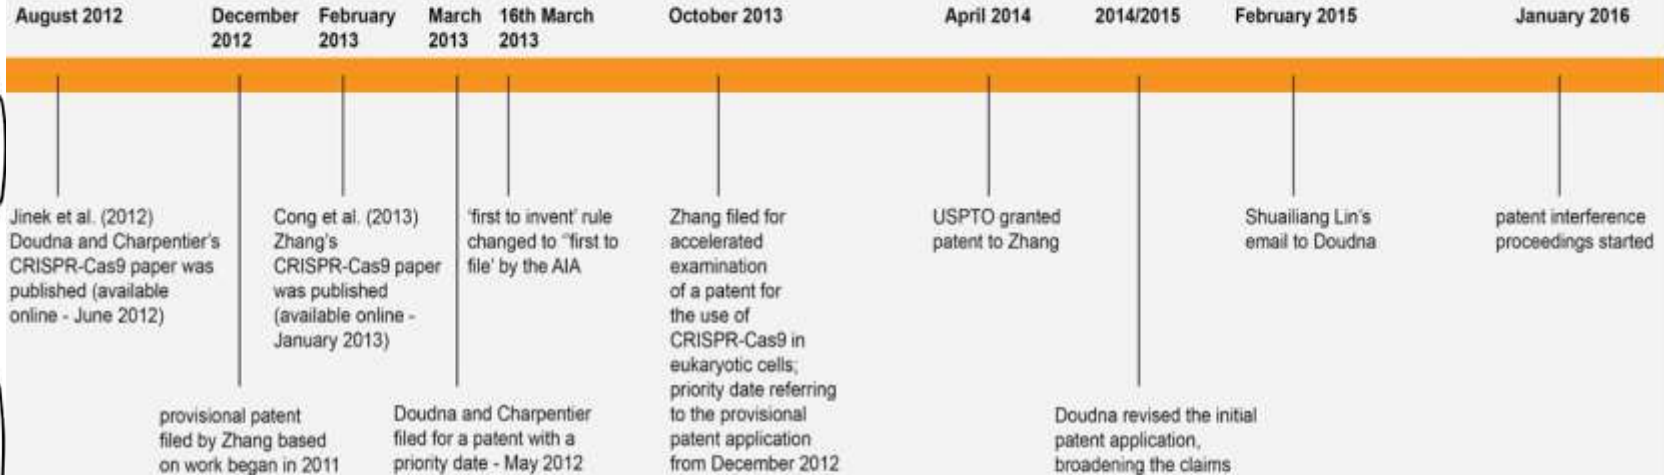 August 2012
December
2012
February
2013
March
2013
16th March
2013
October 2013
April 2014
2014/2015
February 2015
January 2016
Jinek et al. (2012)
Doudna and Charpentier's
CRISPR-Cas9 paper was
published (available
online - June 2012)
provisional patent
filed by Zhang based
on work began in 2011
Cong et al. (2013)
Zhang's
CRISPR-Cas9 paper
was published
(available online -
January 2013)
Doudna and Charpentier
filed for a patent with a
priority date - May 2012
'first to invent' rule
changed to "first to
file' by the AIA
Zhang filed for
accelerated
examination
of a patent for
the use of
CRISPR-Cas9 in
eukaryotic cells;
priority date referring
to the provisional
patent application
from December 2012
USPTO granted
patent to Zhang
Doudna revised the initial
patent application,
broadening the claims
Shuailiang Lin's
email to Doudna
patent interference
proceedings started